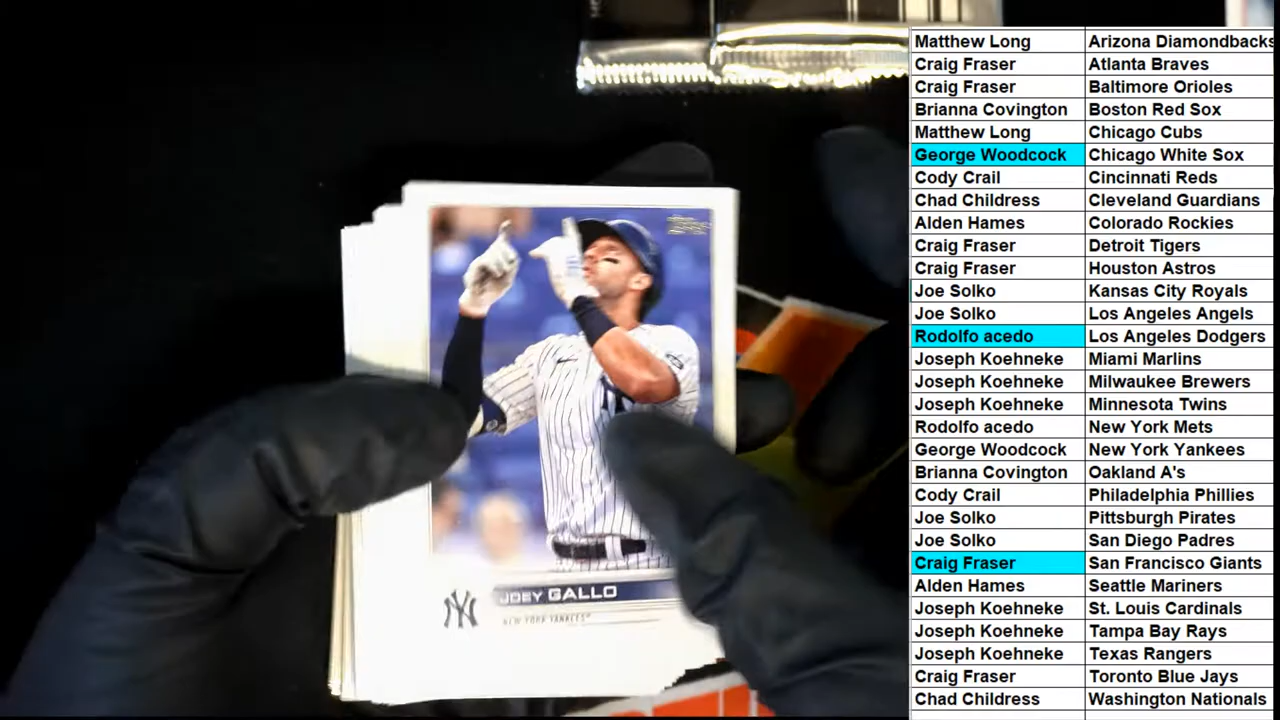 Matthew Long Arizona Diamondbacks
Craig Fraser Atlanta Braves
Craig Fraser Baltimore Orioles
Brianna Covington Boston Red Sox
Matthew Long Chicago Cubs
George Woodcock Chicago White Sox
Cody Crail Cincinnati Reds
Chad Childress Cleveland Guardians
Alden Hames Colorado Rockies
Craig Fraser Detroit Tigers
Craig Fraser Houston Astros
Joe Solko Kansas City Royals
Joe Solko Los Angeles Angels
Rodolfo acedo Los Angeles Dodgers
Joseph Koehneke Miami Marlins
Joseph Koehneke Milwaukee Brewers
Joseph Koehneke Minnesota Twins
Rodolfo acedo New York Mets
George Woodcock New York Yankees
Brianna Covington Oakland A's
Cody Crail Philadelphia Phillies
Joe Solko Pittsburgh Pirates
Joe Solko San Diego Padres
Craig Fraser San Francisco Giants
Alden Hames Seattle Mariners
Joseph Koehneke St. Louis Cardinals
Joseph Koehneke Tampa Bay Rays
Joseph Koehneke Texas Rangers
Craig Fraser Toronto Blue Jays
Chad Childress Washington Nationals
Topps
NY
JOEY GALLO
NEW YORK YANKEES